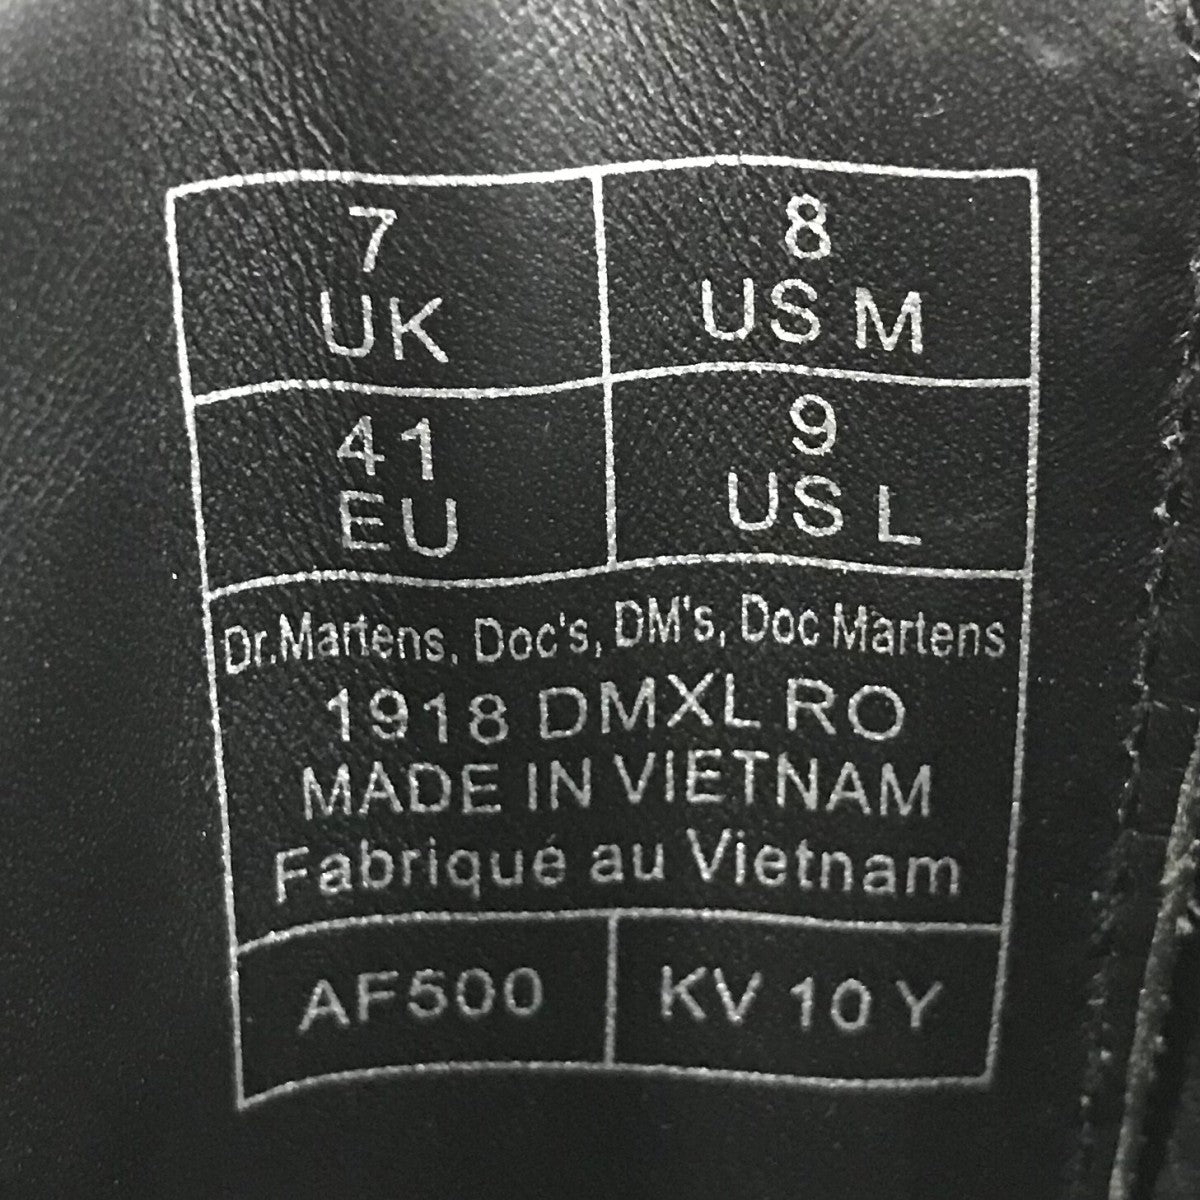 7
UK
8
US M
41
EU
9
US L
Dr.Martens, Doc's, DM's, Doc Martens
1918 DMXL RO
MADE IN VIETNAM
Fabriqué au Vietnam
AF500
KV 10 Y